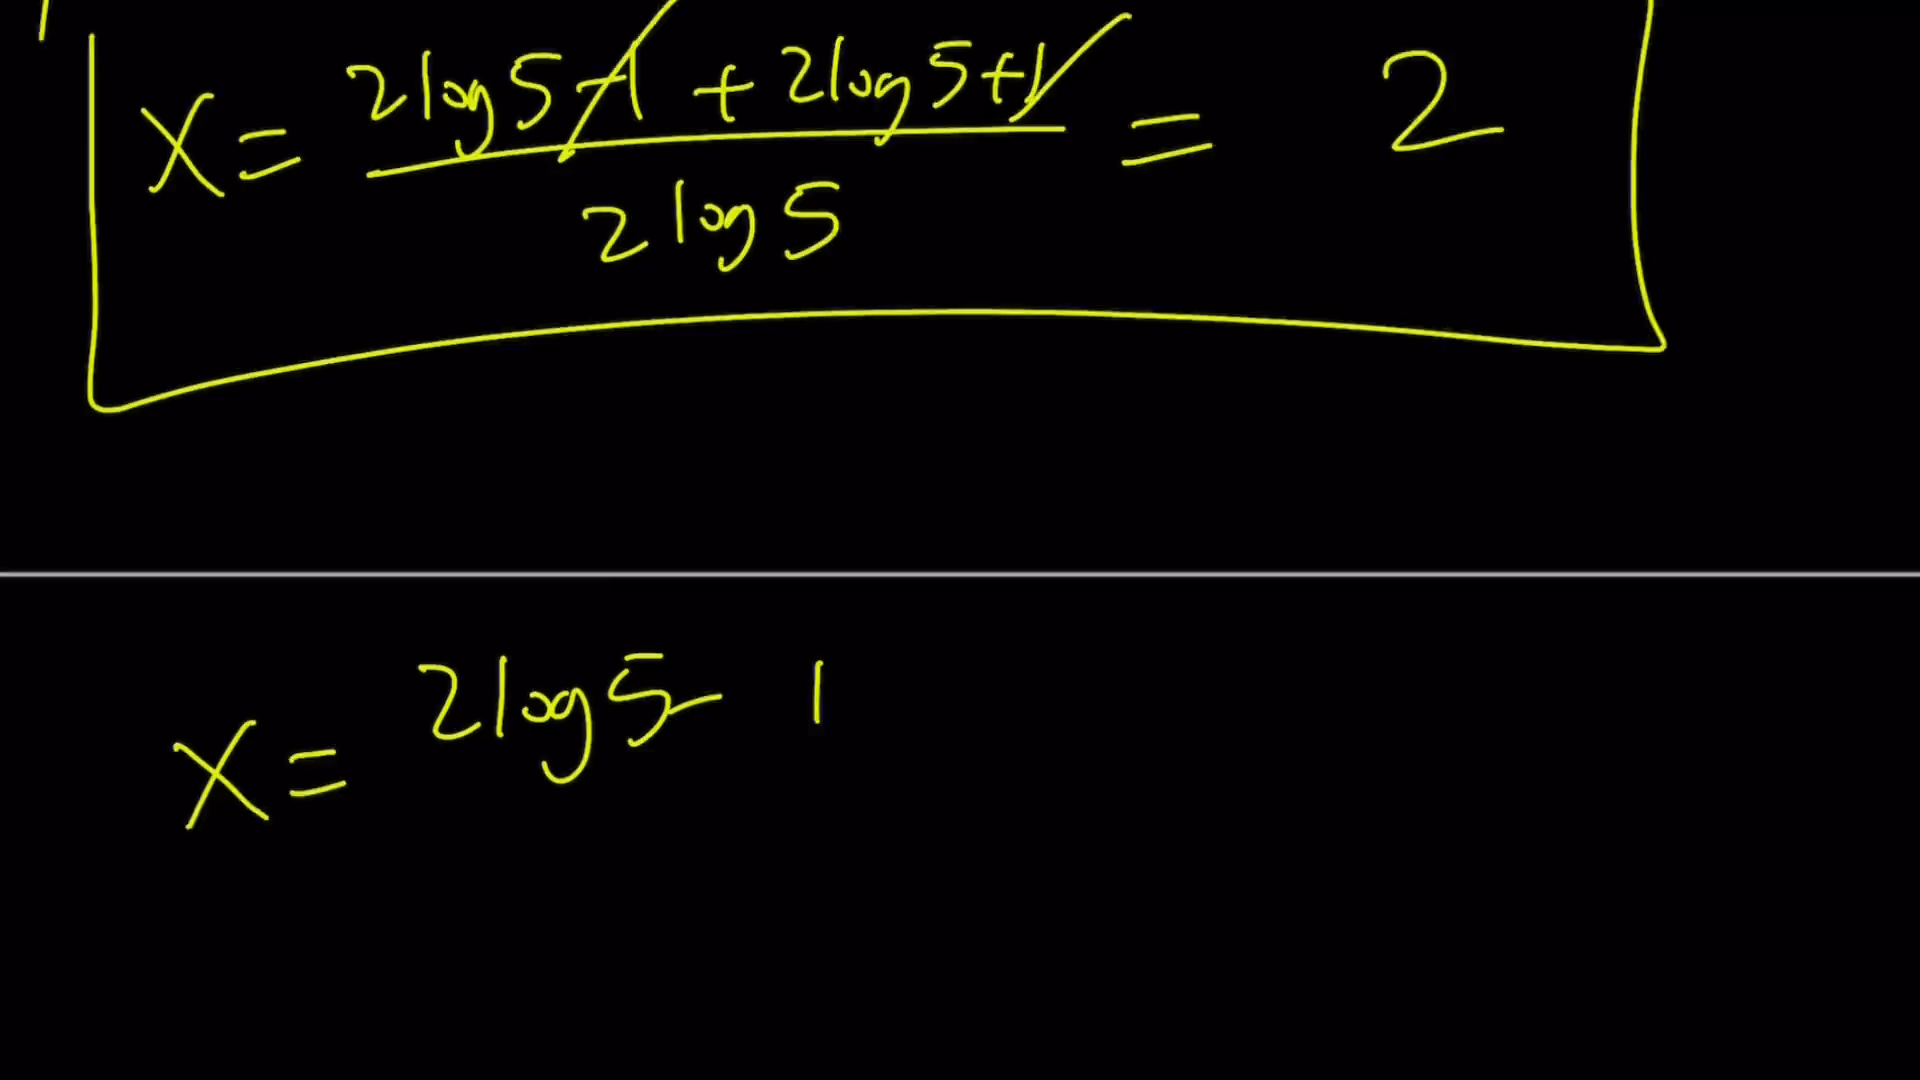 x = (2log5-1 + 2log5+1) / (2log5) = 2
x = 2log5 - 1